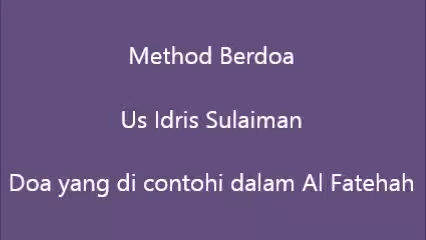 Method Berdoa
Us Idris Sulaiman
Doa yang di contohi dalam Al Fatehah